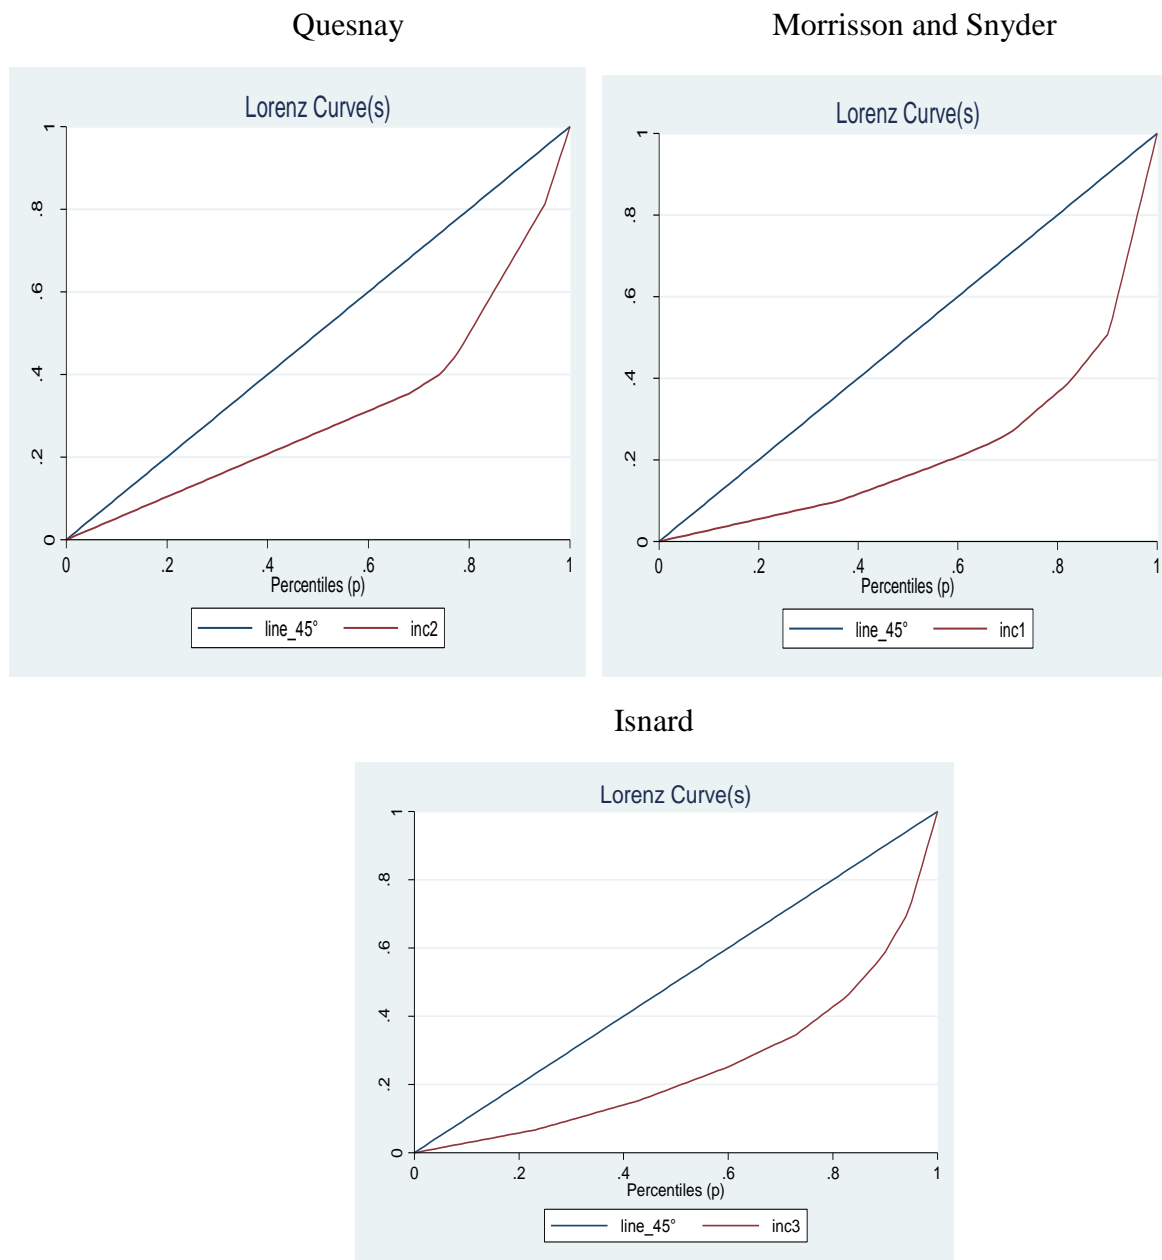 Quesnay
Morrisson and Snyder
Lorenz Curve(s)
1
.8
.6
.4
.2
0
0 .2 .4 .6 .8 1
Percentiles (p)
line_45° inc2
Lorenz Curve(s)
1
.8
.6
.4
.2
0
0 .2 .4 .6 .8 1
Percentiles (p)
line_45° inc1
Isnard
Lorenz Curve(s)
1
.8
.6
.4
.2
0
0 .2 .4 .6 .8 1
Percentiles (p)
line_45° inc3